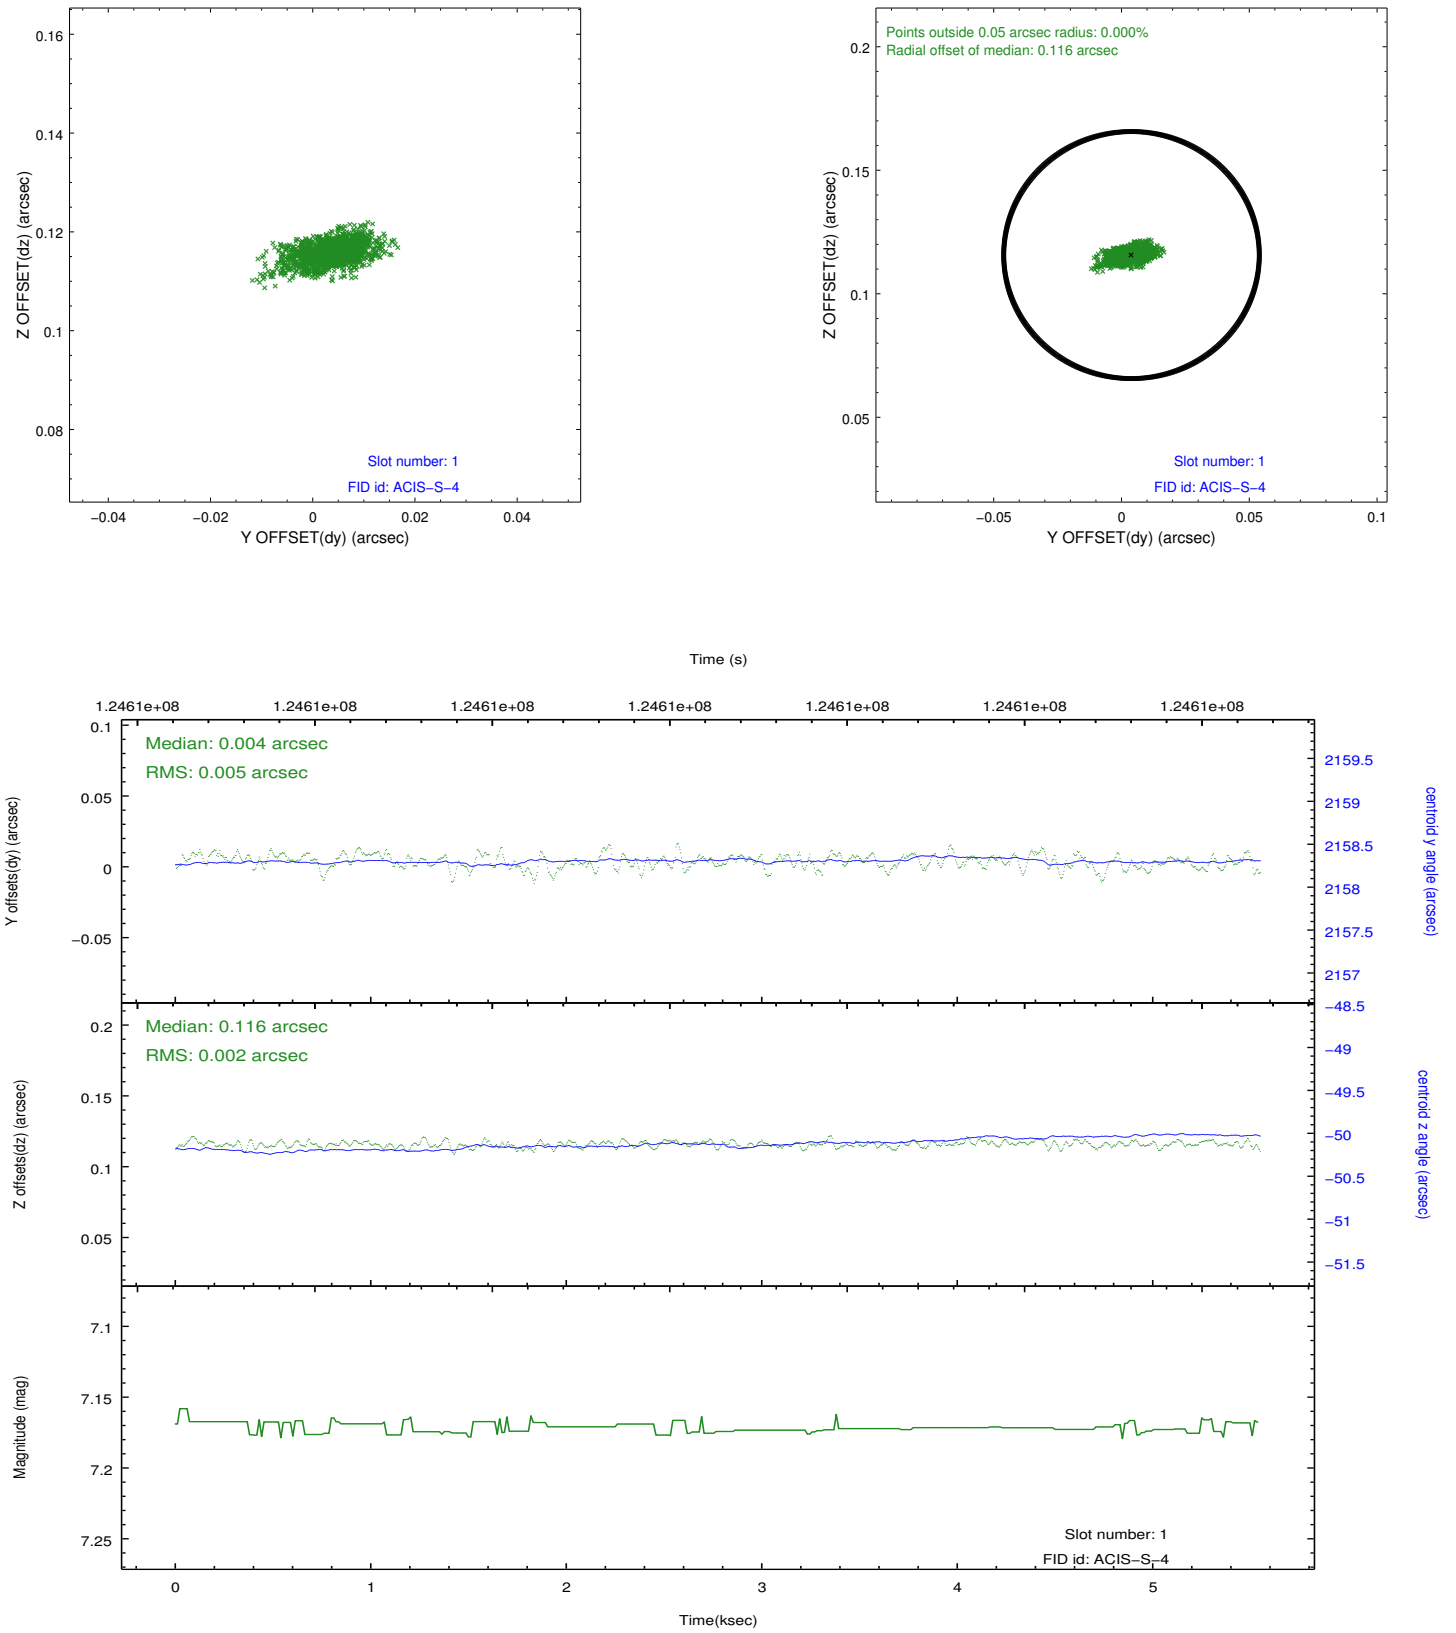 0.16
0.14
0.12
0.1
0.08
Z OFFSET(dz) (arcsec)
Slot number: 1
FID id: ACIS−S−4
−0.04
−0.02
0
0.02
0.04
Y OFFSET(dy) (arcsec)
Points outside 0.05 arcsec radius: 0.000%
Radial offset of median: 0.116 arcsec
0.2
0.15
0.1
0.05
Z OFFSET(dz) (arcsec)
Slot number: 1
FID id: ACIS−S−4
−0.05
0
0.05
0.1
Y OFFSET(dy) (arcsec)
Time (s)
1.2461e+08 1.2461e+08 1.2461e+08 1.2461e+08 1.2461e+08 1.2461e+08 1.2461e+08
0.1
0.05
0
−0.05
Y offsets(dy) (arcsec)
Median: 0.004 arcsec
RMS: 0.005 arcsec
2159.5
2159
2158.5
2158
2157.5
2157
centroid y angle (arcsec)
0.2
0.15
0.1
0.05
Z offsets(dz) (arcsec)
Median: 0.116 arcsec
RMS: 0.002 arcsec
−48.5
−49
−49.5
−50
−50.5
−51
−51.5
centroid z angle (arcsec)
7.1
7.15
7.2
7.25
Magnitude (mag)
Slot number: 1
FID id: ACIS−S−4
0 1 2 3 4 5
Time(ksec)